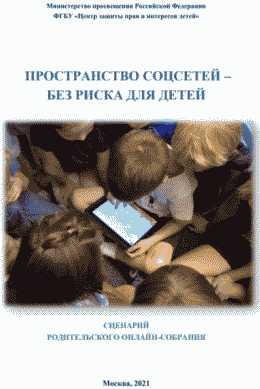 Министерство просвещения Российской Федерации
ФГБУ «Центр защиты прав и интересов детей»
ПРОСТРАНСТВО СОЦСЕТЕЙ –
БЕЗ РИСКА ДЛЯ ДЕТЕЙ
СЦЕНАРИЙ
РОДИТЕЛЬСКОГО ОНЛАЙН-СОБРАНИЯ
Москва, 2021